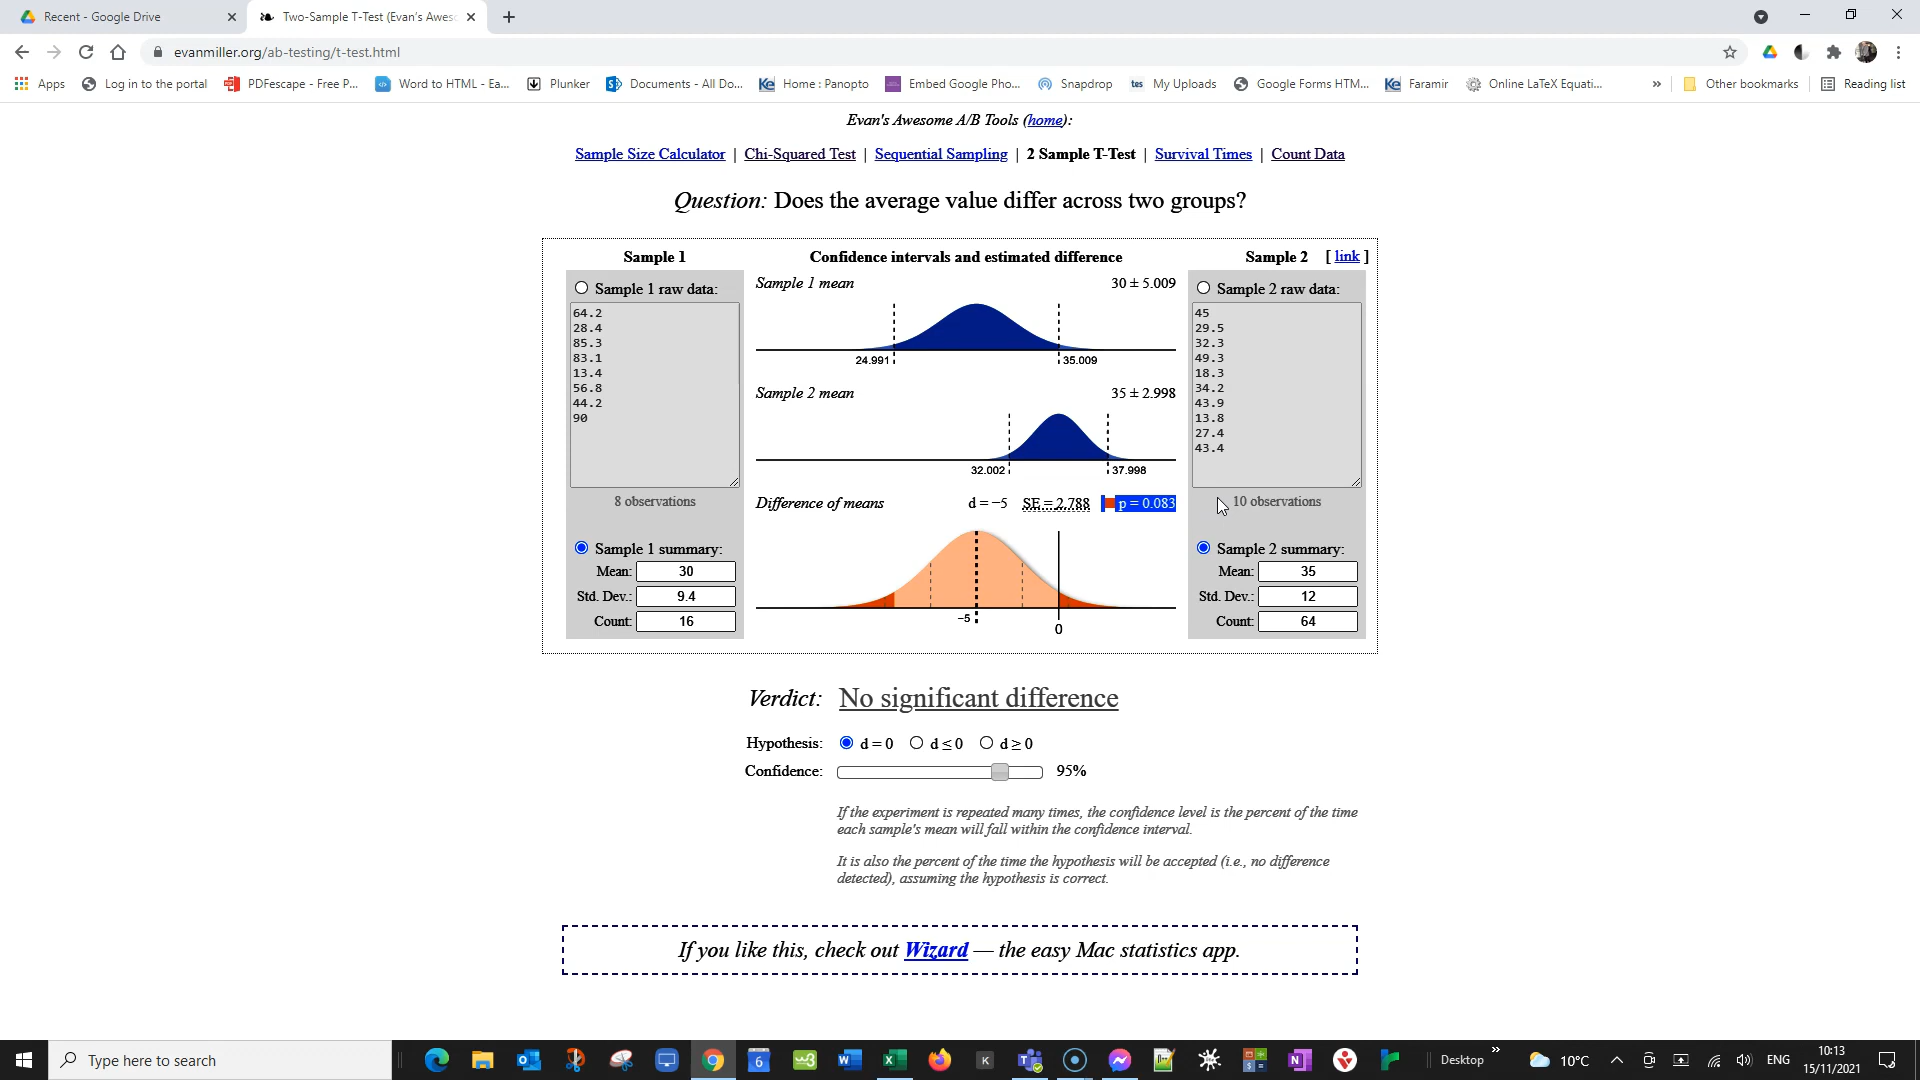 Recent - Google Drive
Two-Sample T-Test (Evan's Awes
evanmiller.org/ab-testing/t-test.html
Apps
Log in to the portal
PDFescape - Free P...
Word to HTML - Ea...
Plunker
Documents - All Do...
Home : Panopto
Embed Google Pho...
Snapdrop
tes My Uploads
Google Forms HTM...
Faramir
Online LaTeX Equati...
»
Other bookmarks
Reading list
Evan's Awesome A/B Tools (home):
Sample Size Calculator | Chi-Squared Test | Sequential Sampling | 2 Sample T-Test | Survival Times | Count Data
Question: Does the average value differ across two groups?
Sample 1
Sample 1 raw data:
64.2
28.4
85.3
83.1
13.4
56.8
44.2
90
8 observations
Sample 1 summary:
Mean: 30
Std. Dev.: 9.4
Count: 16
Confidence intervals and estimated difference
Sample 1 mean 30 ± 5.009
24.991 35.009
Sample 2 mean 35 ± 2.998
32.002 37.998
Difference of means d = −5 SE = 2.788 p = 0.083
−5
0
Sample 2 [ link ]
Sample 2 raw data:
45
29.5
32.3
49.3
18.3
34.2
43.9
13.8
27.4
43.4
10 observations
Sample 2 summary:
Mean: 35
Std. Dev.: 12
Count: 64
Verdict: No significant difference
Hypothesis: d = 0 d ≤ 0 d ≥ 0
Confidence: 95%
If the experiment is repeated many times, the confidence level is the percent of the time
each sample's mean will fall within the confidence interval.
It is also the percent of the time the hypothesis will be accepted (i.e., no difference
detected), assuming the hypothesis is correct.
If you like this, check out Wizard — the easy Mac statistics app.
Type here to search
Desktop
»
10°C
ENG
10:13
15/11/2021